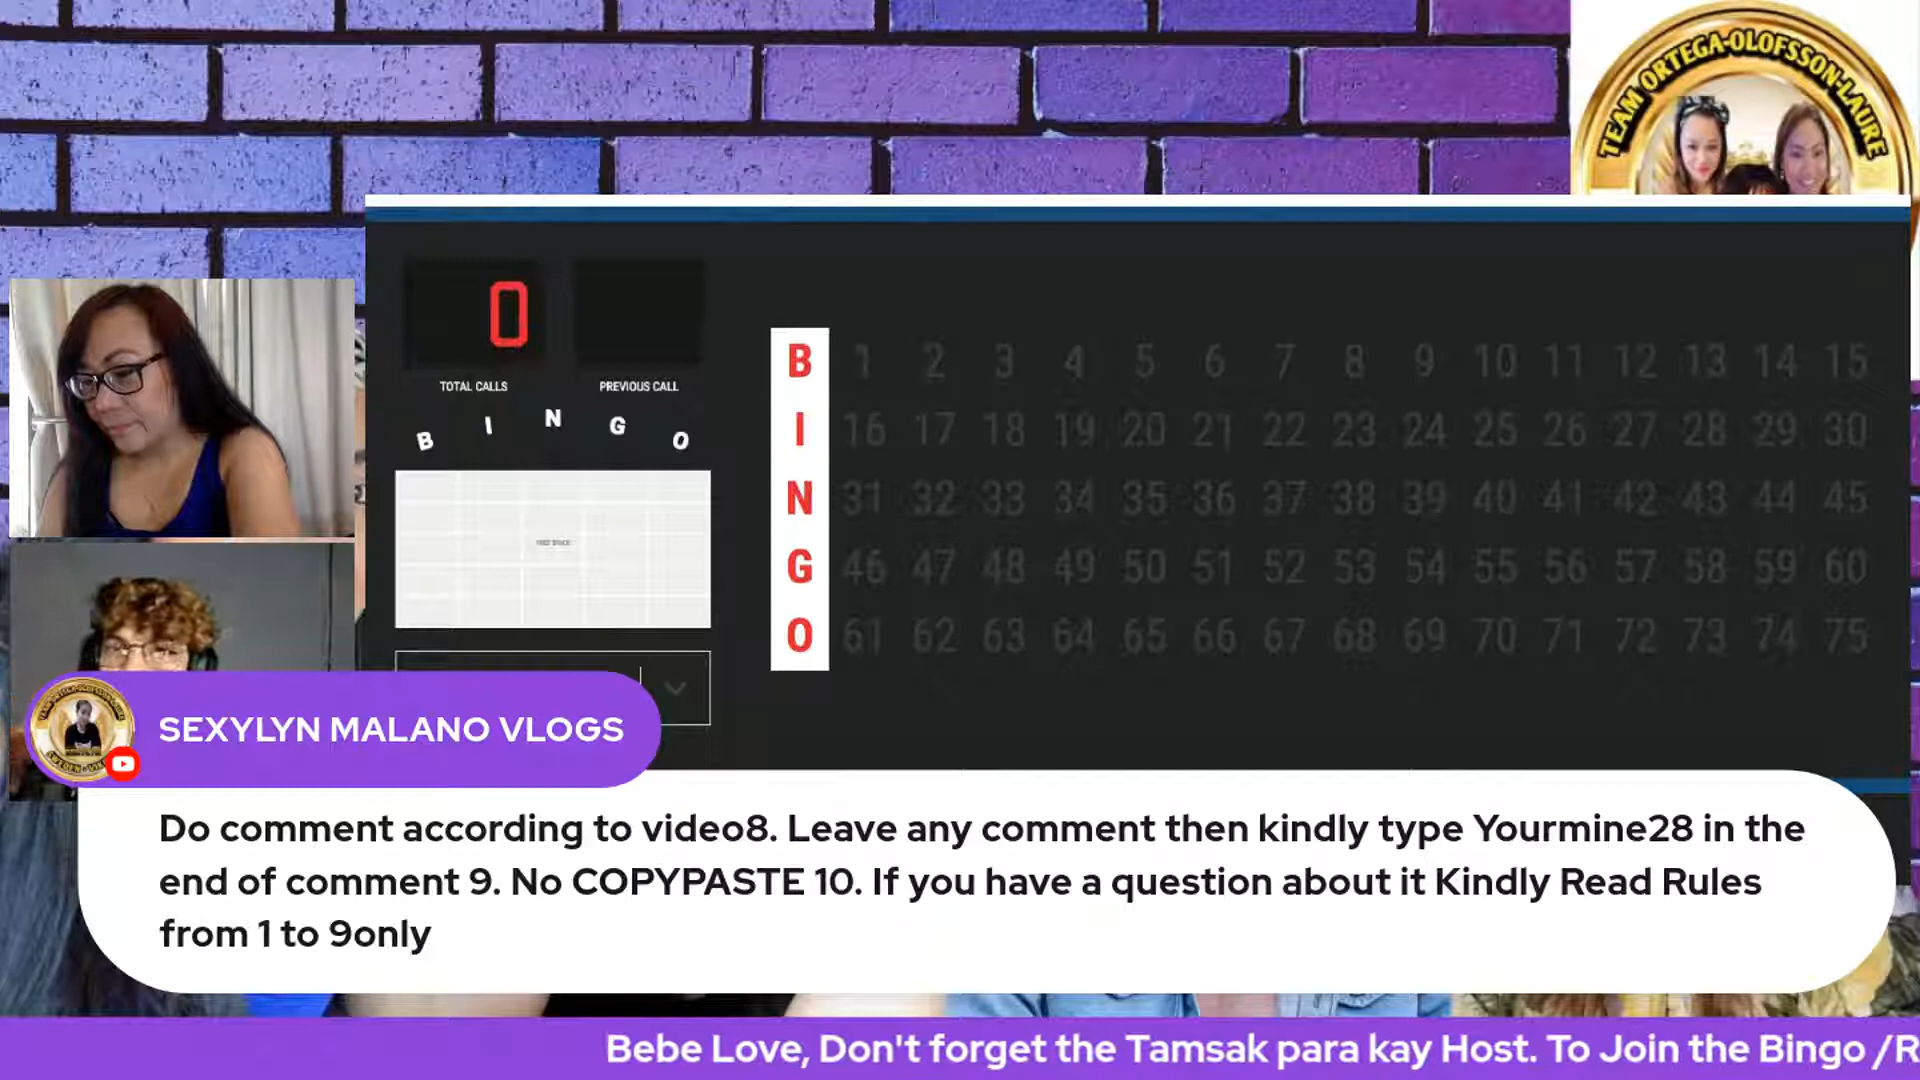 TEAM ORTEGA-OLOFSSON-LAURE
0
TOTAL CALLS PREVIOUS CALL
B I N G O
FREE SPACE
B 1 2 3 4 5 6 7 8 9 10 11 12 13 14 15
I 16 17 18 19 20 21 22 23 24 25 26 27 28 29 30
N 31 32 33 34 35 36 37 38 39 40 41 42 43 44 45
G 46 47 48 49 50 51 52 53 54 55 56 57 58 59 60
O 61 62 63 64 65 66 67 68 69 70 71 72 73 74 75
SEXYLYN MALANO VLOGS
Do comment according to video8. Leave any comment then kindly type Yourmine28 in the
end of comment 9. No COPYPASTE 10. If you have a question about it Kindly Read Rules
from 1 to 9only
Bebe Love, Don't forget the Tamsak para kay Host. To Join the Bingo /R